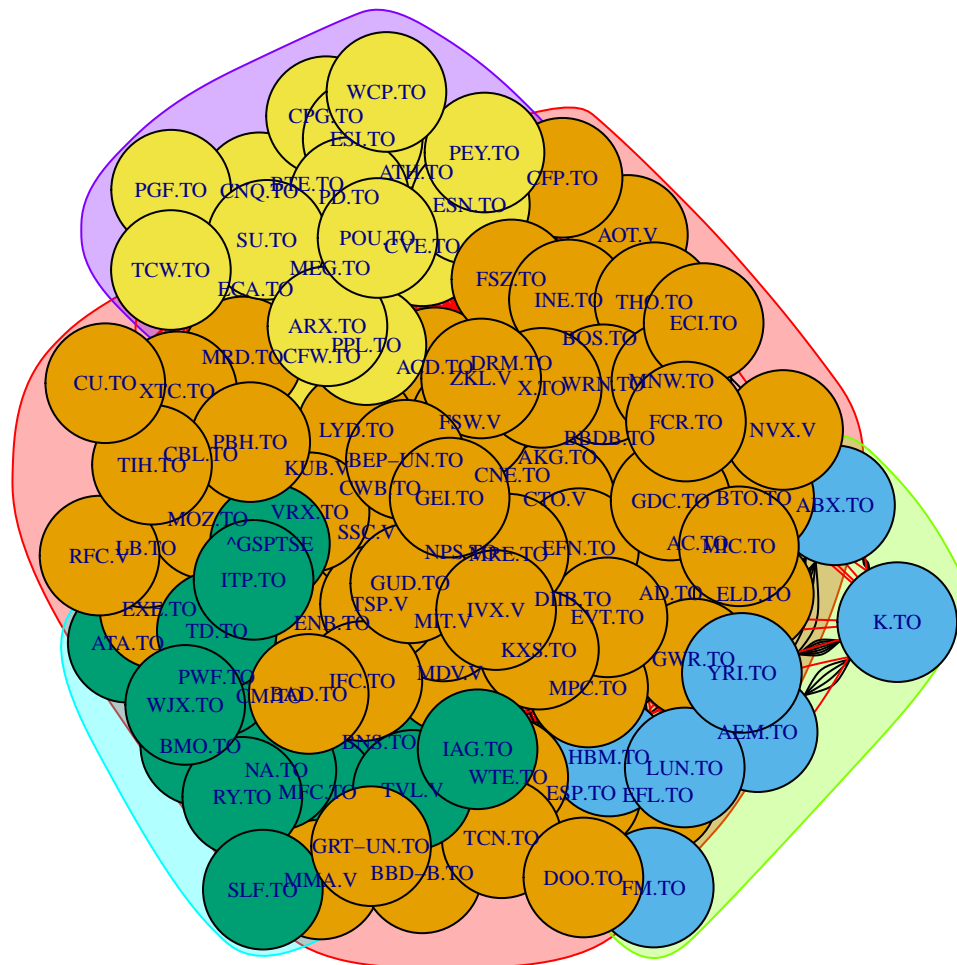 WCP.TO
CPG.TO
ESI.TO
PEY.TO
ATH.TO
CFP.TO
BTE.TO
PGF.TO
CNQ.TO
PD.TO
ESN.TO
AOT.V
SU.TO
POU.TO
CVE.TO
TCW.TO
MEG.TO
FSZ.TO
ECA.TO
INE.TO
THO.TO
ECI.TO
ARX.TO
BOS.TO
PPL.TO
MRD.TO
CFW.TO
DRM.TO
ZKL.V
CU.TO
XTC.TO
X.TO
WRN.TO
MNW.TO
FSW.V
FCR.TO
LYD.TO
NVX.V
PBH.TO
BBDB.TO
CBL.TO
TIH.TO
BEP−UN.TO
AKG.TO
KUB.V
CNE.TO
CWB.TO
GEI.TO
CTO.V
GDC.TO
BTO.TO
ABX.TO
VRX.TO
MOZ.TO
SSC.V
^GSPTSE
AC.TO
MIC.TO
LB.TO
EFN.TO
RFC.V
MRE.TO
ITP.TO
GUD.TO
AD.TO
ELD.TO
DIIB.TO
TSP.V
EXE.TO
IVX.V
EVT.TO
ENB.TO
MIT.V
K.TO
TD.TO
ATA.TO
KXS.TO
GWR.TO
PWF.TO
MDV.V
YRI.TO
IFC.TO
MPC.TO
BAD.TO
WJX.TO
AEM.TO
BNS.TO
BMO.TO
IAG.TO
HBM.TO
LUN.TO
NA.TO
WTE.TO
MFC.TO
TVL.V
ESP.TO
EFL.TO
RY.TO
TCN.TO
GRT−UN.TO
BBD−B.TO
DOO.TO
MMA.V
SLF.TO
FM.TO